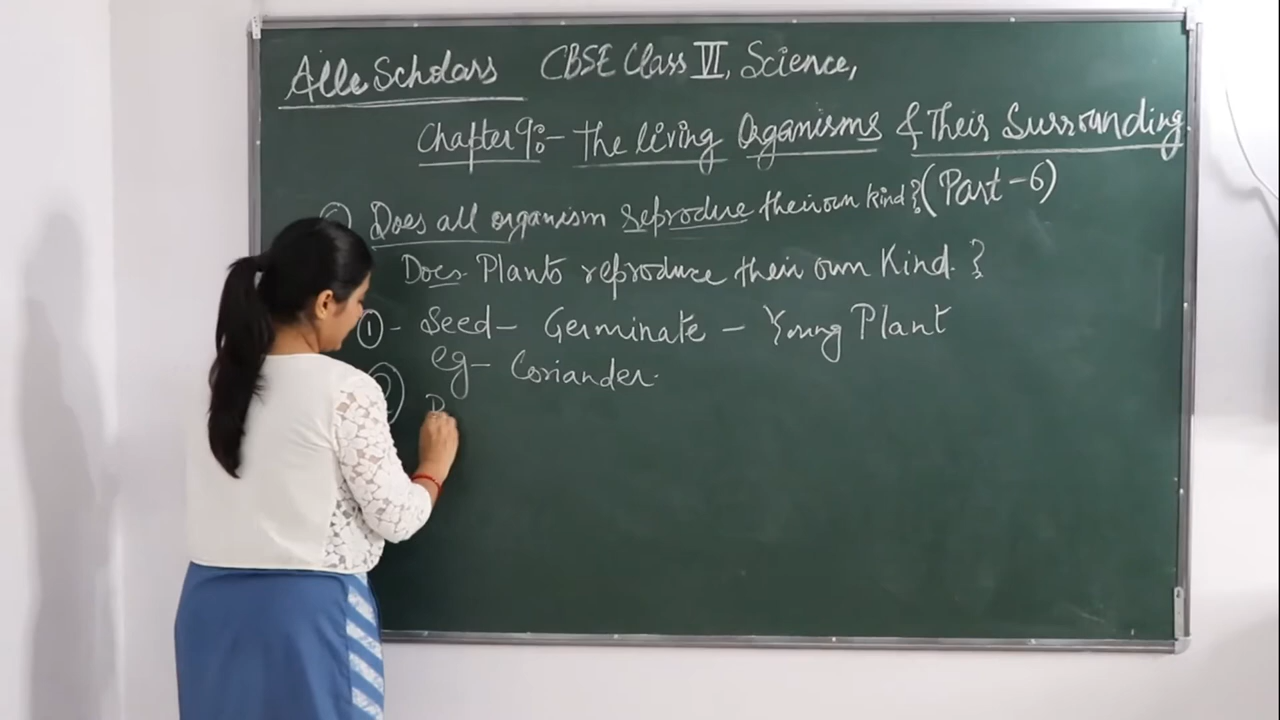 Alle Scholars CBSE Class VI, Science,
Chapter 9:- The living Organisms & Their Surrounding
Does all organism reproduce their own kind? (Part-6)
Does Plants reproduce their own Kind ?
① - Seed - Germinate - Young Plant
eg - Coriander.
②